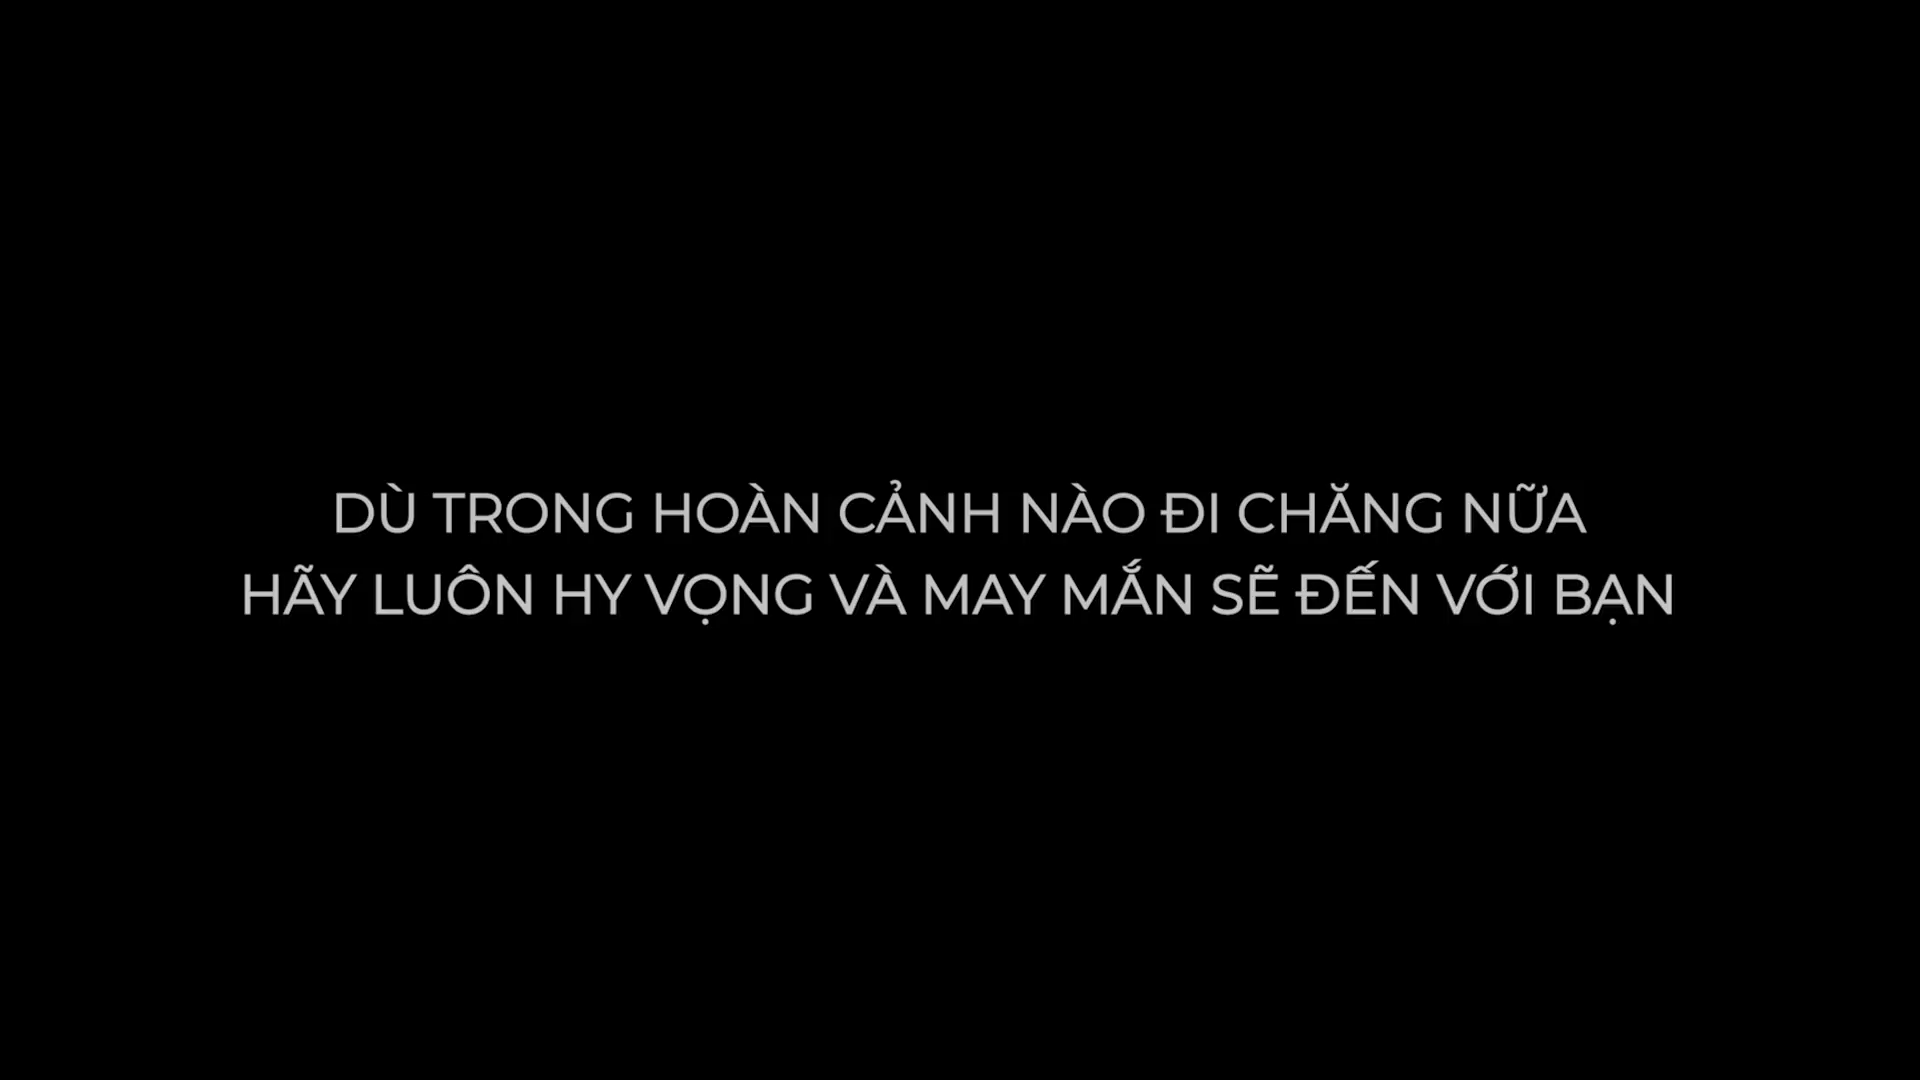 DÙ TRONG HOÀN CẢNH NÀO ĐI CHĂNG NỮA
HÃY LUÔN HY VỌNG VÀ MAY MẮN SẼ ĐẾN VỚI BẠN